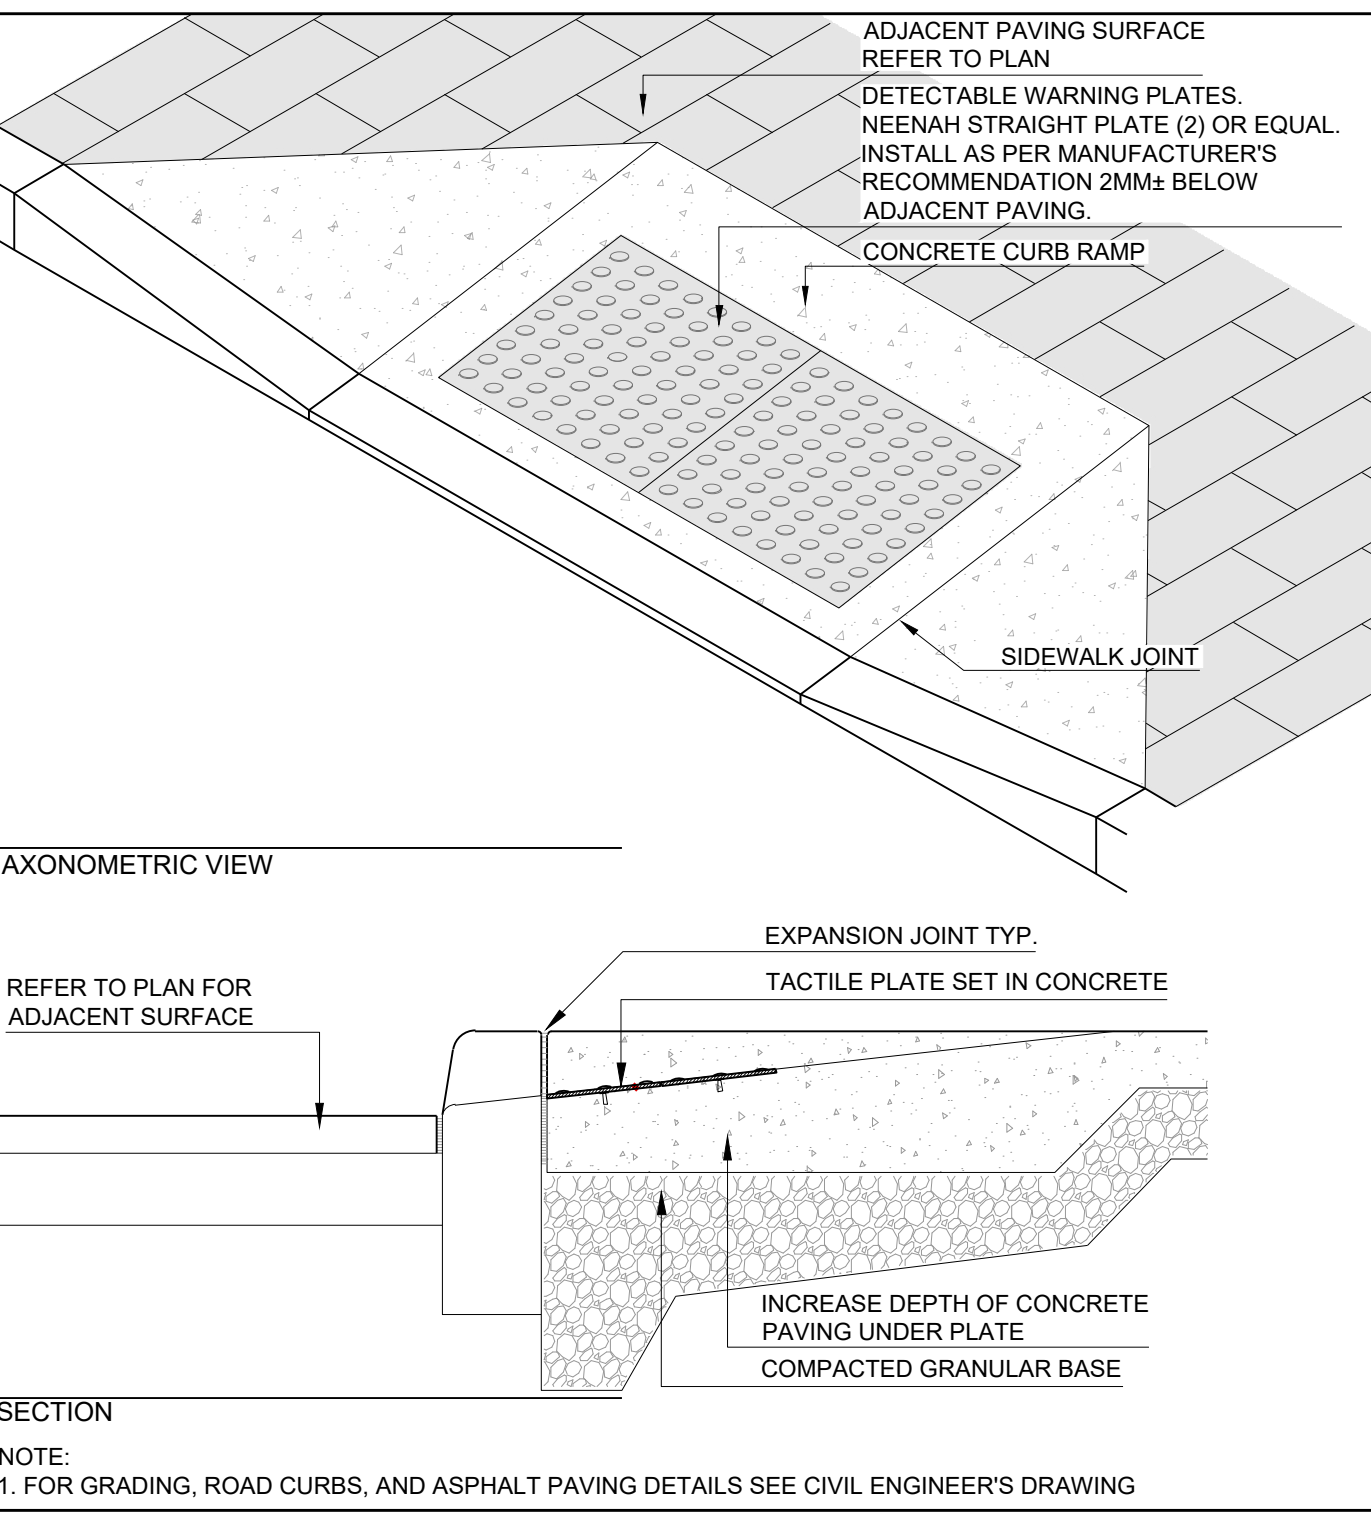 ADJACENT PAVING SURFACE
REFER TO PLAN
DETECTABLE WARNING PLATES.
NEENAH STRAIGHT PLATE (2) OR EQUAL.
INSTALL AS PER MANUFACTURER'S
RECOMMENDATION 2MM± BELOW
ADJACENT PAVING.
CONCRETE CURB RAMP
SIDEWALK JOINT
AXONOMETRIC VIEW
EXPANSION JOINT TYP.
TACTILE PLATE SET IN CONCRETE
REFER TO PLAN FOR
ADJACENT SURFACE
INCREASE DEPTH OF CONCRETE
PAVING UNDER PLATE
COMPACTED GRANULAR BASE
SECTION
NOTE:
1. FOR GRADING, ROAD CURBS, AND ASPHALT PAVING DETAILS SEE CIVIL ENGINEER'S DRAWING